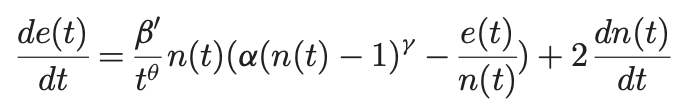 de(t)/dt = β′/t^θ n(t)(α(n(t) − 1)^γ − e(t)/n(t)) + 2 dn(t)/dt